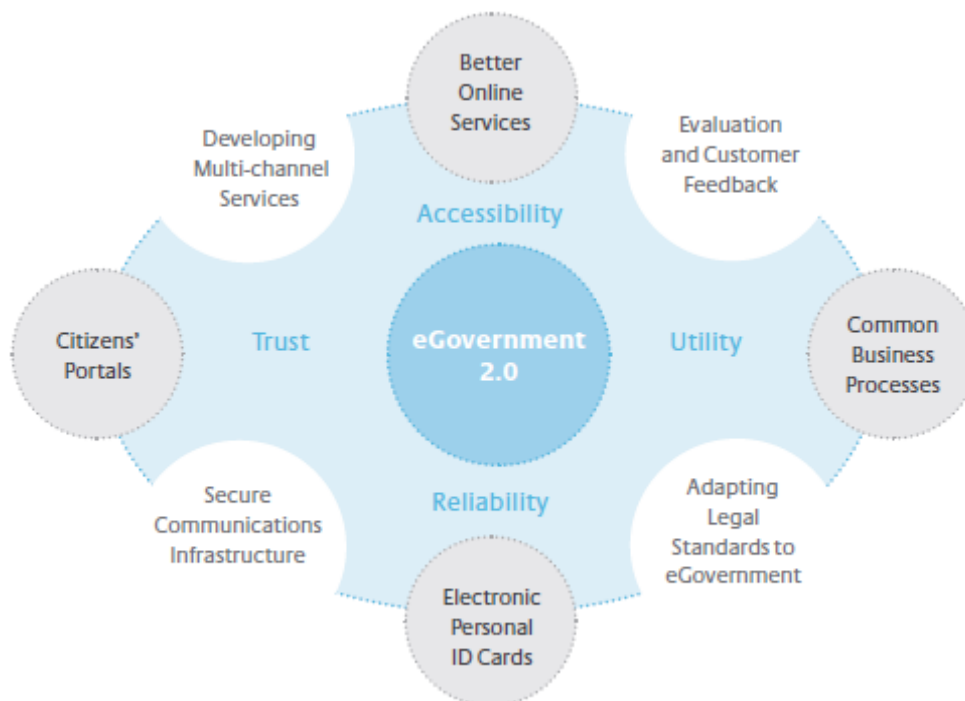 Better
Online
Services
Developing
Multi-channel
Services
Evaluation
and Customer
Feedback
Accessibility
Citizens'
Portals
Trust
eGovernment
2.0
Utility
Common
Business
Processes
Secure
Communications
Infrastructure
Reliability
Adapting
Legal
Standards to
eGovernment
Electronic
Personal
ID Cards